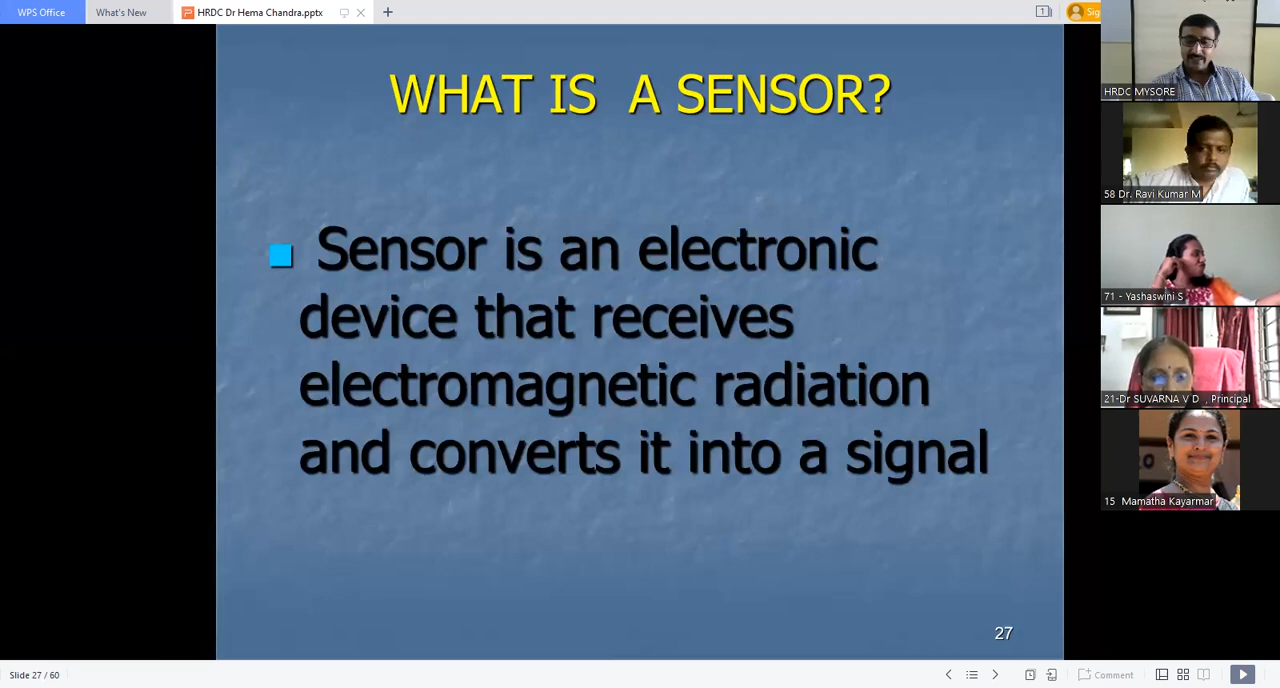 WPS Office
What's New
HRDC Dr Hema Chandra.pptx
1
Sig
WHAT IS A SENSOR?
Sensor is an electronic
device that receives
electromagnetic radiation
and converts it into a signal
27
HRDC MYSORE
58 Dr. Ravi Kumar M
71 - Yashaswini S
21-Dr SUVARNA V D , Principal
15 Mamatha Kayarmar
Slide 27 / 60
Comment